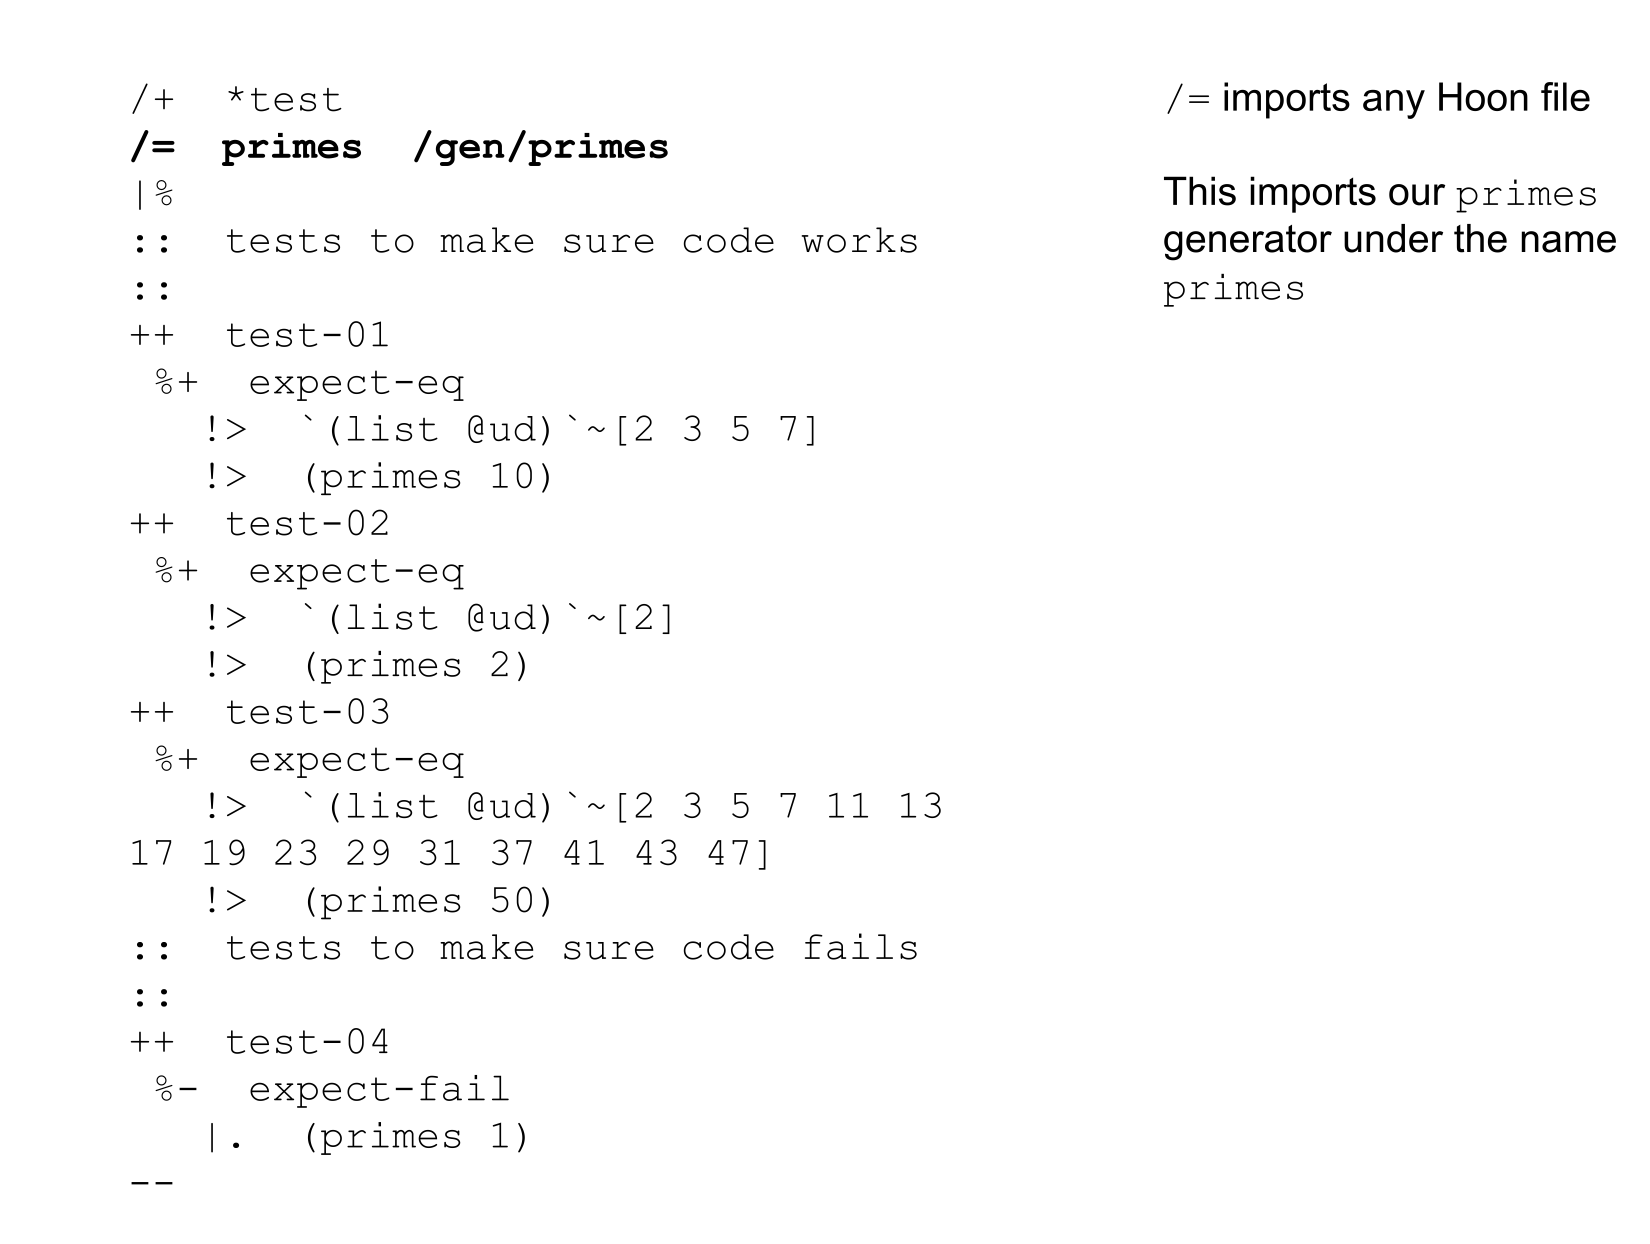 /+  *test
/=  primes  /gen/primes
|%
::  tests to make sure code works
::
++  test-01
 %+  expect-eq
   !>  `(list @ud)`~[2 3 5 7]
   !>  (primes 10)
++  test-02
 %+  expect-eq
   !>  `(list @ud)`~[2]
   !>  (primes 2)
++  test-03
 %+  expect-eq
   !>  `(list @ud)`~[2 3 5 7 11 13
17 19 23 29 31 37 41 43 47]
   !>  (primes 50)
::  tests to make sure code fails
::
++  test-04
 %-  expect-fail
   |.  (primes 1)
--
/= imports any Hoon file
This imports our primes
generator under the name
primes